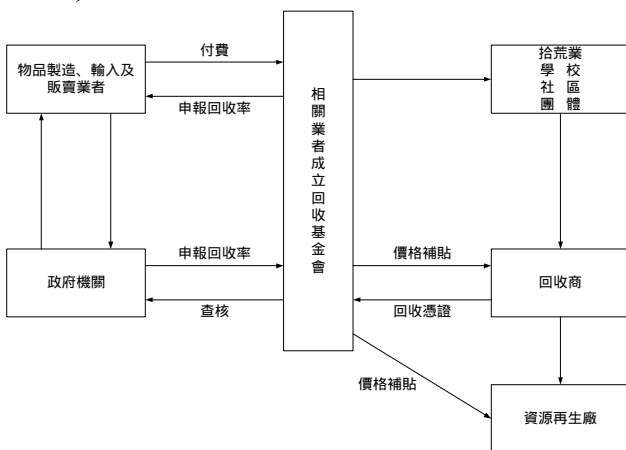 ,
付費
物品製造、輸入及
販賣業者
申報回收率
相
關
業
者
成
立
回
收
基
金
會
拾荒業
學 校
社 區
團 體
政府機關
申報回收率
查核
價格補貼
回收憑證
回收商
價格補貼
資源再生廠